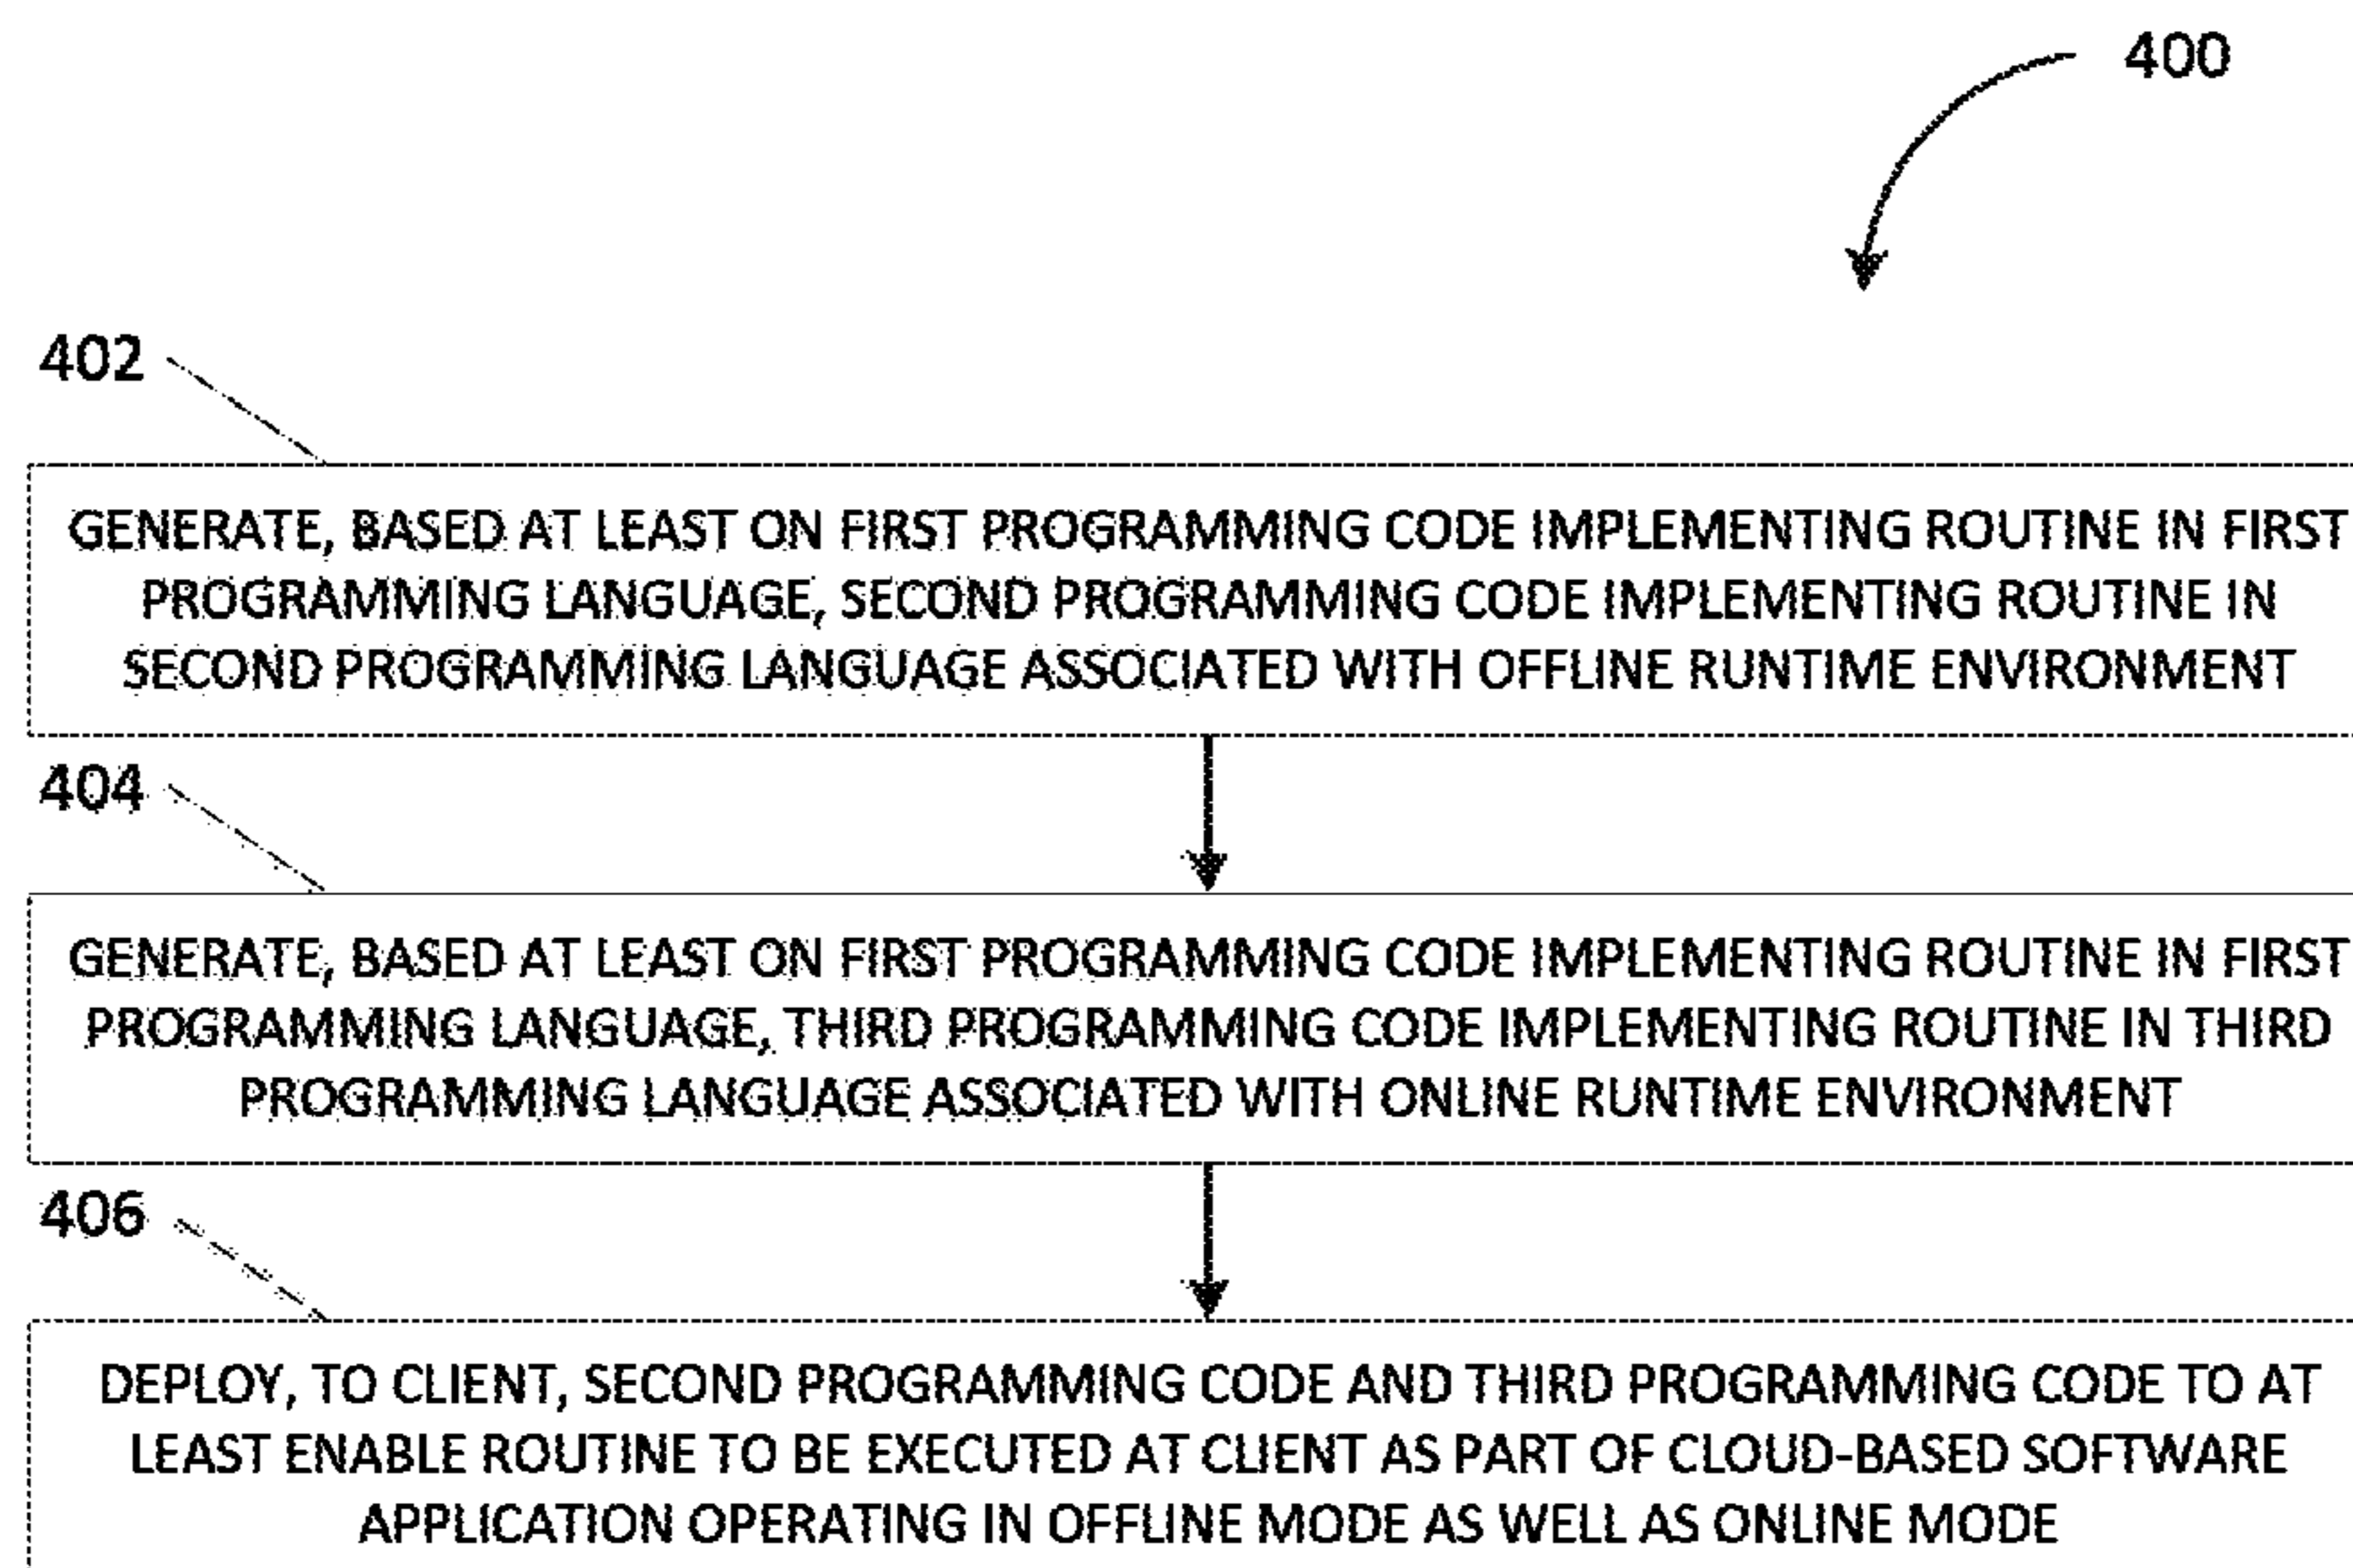 400
402
GENERATE, BASED AT LEAST ON FIRST PROGRAMMING CODE IMPLEMENTING ROUTINE IN FIRST
PROGRAMMING LANGUAGE, SECOND PROGRAMMING CODE IMPLEMENTING ROUTINE IN
SECOND PROGRAMMING LANGUAGE ASSOCIATED WITH OFFLINE RUNTIME ENVIRONMENT
404
GENERATE, BASED AT LEAST ON FIRST PROGRAMMING CODE IMPLEMENTING ROUTINE IN FIRST
PROGRAMMING LANGUAGE, THIRD PROGRAMMING CODE IMPLEMENTING ROUTINE IN THIRD
PROGRAMMING LANGUAGE ASSOCIATED WITH ONLINE RUNTIME ENVIRONMENT
406
DEPLOY, TO CLIENT, SECOND PROGRAMMING CODE AND THIRD PROGRAMMING CODE TO AT
LEAST ENABLE ROUTINE TO BE EXECUTED AT CLIENT AS PART OF CLOUD-BASED SOFTWARE
APPLICATION OPERATING IN OFFLINE MODE AS WELL AS ONLINE MODE